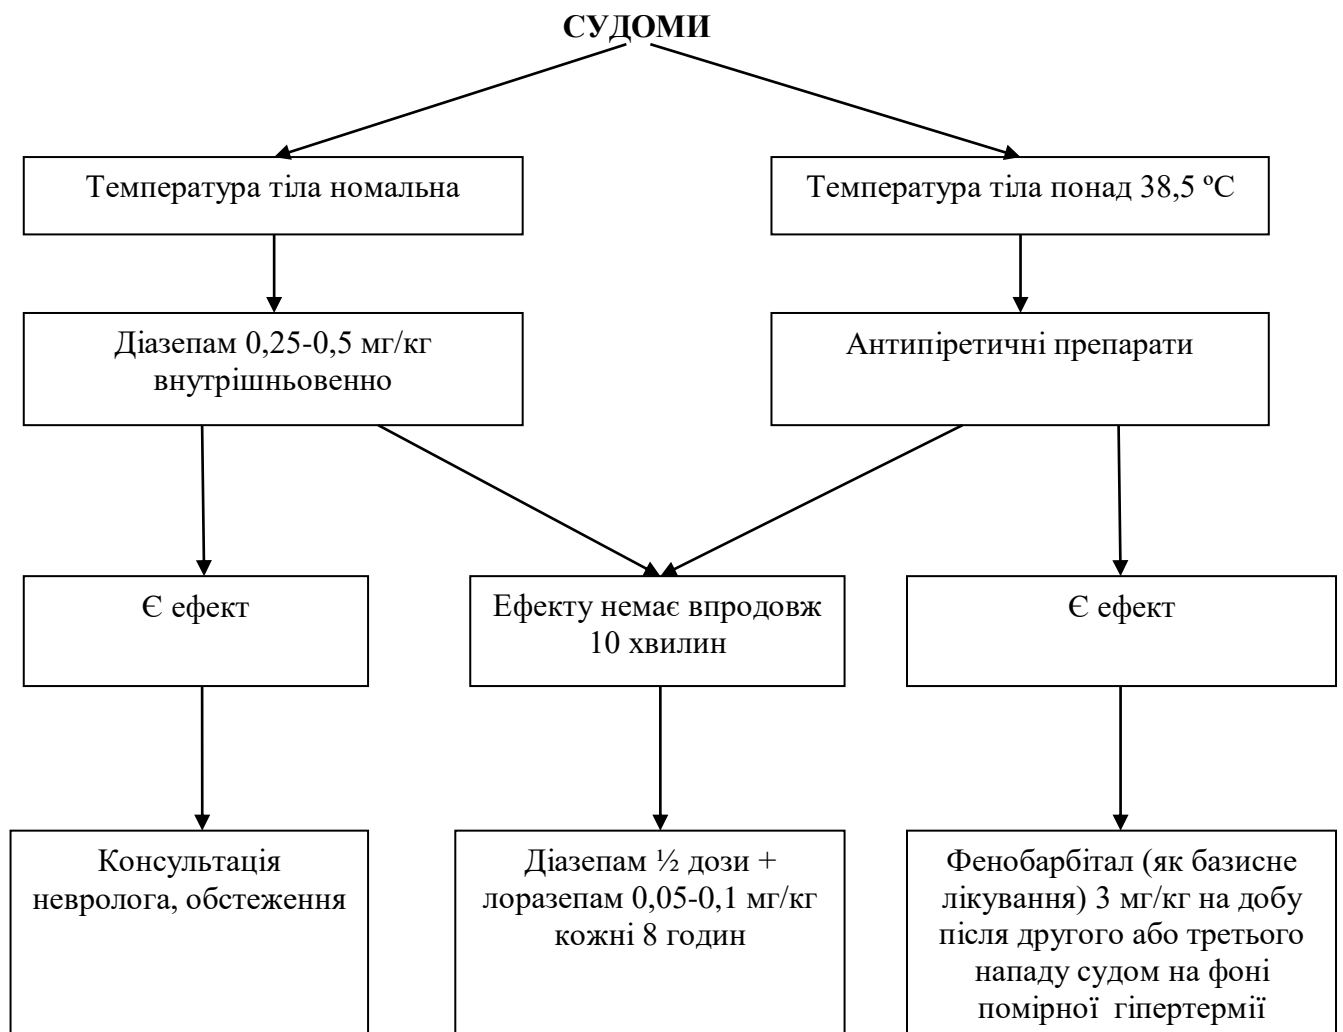 СУДОМИ
Температура тіла номальна
Температура тіла понад 38,5 ºС
Діазепам 0,25-0,5 мг/кг
внутрішньовенно
Антипіретичні препарати
Є ефект
Ефекту немає впродовж
10 хвилин
Є ефект
Консультація
невролога, обстеження
Діазепам ½ дози +
лоразепам 0,05-0,1 мг/кг
кожні 8 годин
Фенобарбітал (як базисне
лікування) 3 мг/кг на добу
після другого або третього
нападу судом на фоні
помірної гіпертермії